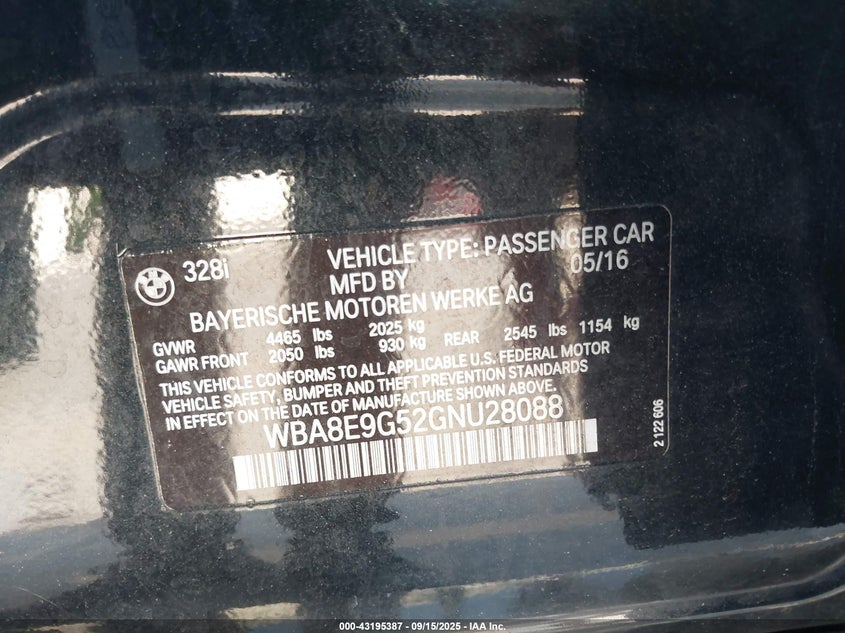 328i VEHICLE TYPE: PASSENGER CAR
MFD BY 05/16
BAYERISCHE MOTOREN WERKE AG
GVWR 4465 lbs 2025 kg
GAWR FRONT 2050 lbs 930 kg REAR 2545 lbs 1154 kg
THIS VEHICLE CONFORMS TO ALL APPLICABLE U.S. FEDERAL MOTOR
VEHICLE SAFETY, BUMPER AND THEFT PREVENTION STANDARDS
IN EFFECT ON THE DATE OF MANUFACTURE SHOWN ABOVE.
WBA8E9G52GNU28088
2 122 606
000-43195387 - 09/15/2025 - IAA Inc.